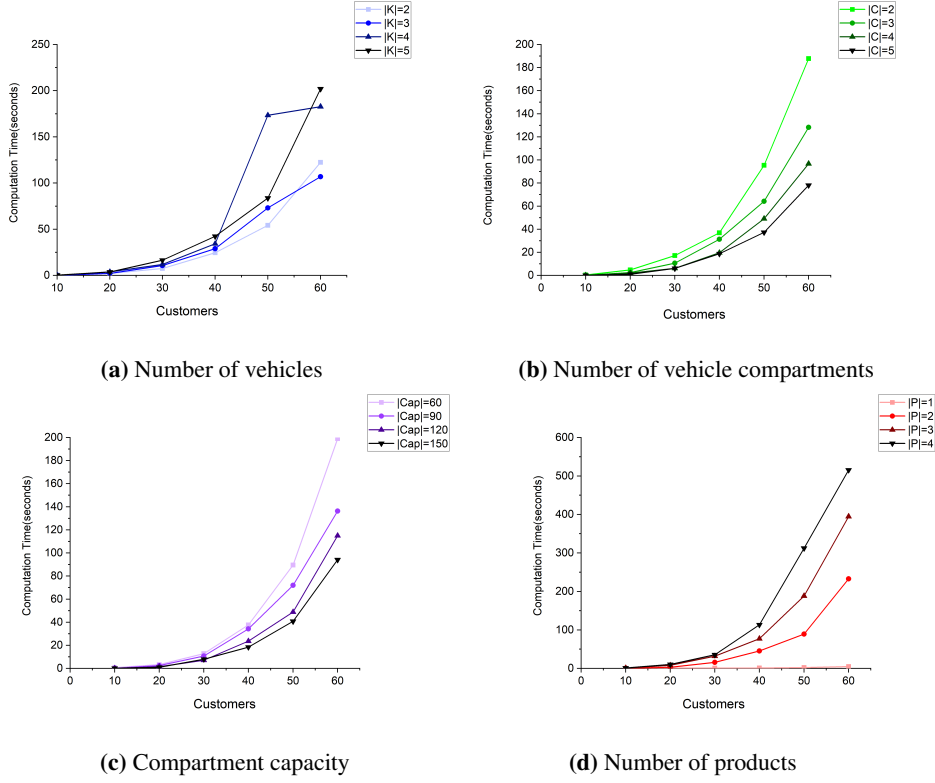 |K|=2
|K|=3
|K|=4
|K|=5
250
200
150
100
50
0
Computation Time(seconds)
10 20 30 40 50 60
Customers
(a) Number of vehicles
|C|=2
|C|=3
|C|=4
|C|=5
200
180
160
140
120
100
80
60
40
20
0
Computation Time(seconds)
0 10 20 30 40 50 60
Customers
(b) Number of vehicle compartments
|Cap|=60
|Cap|=90
|Cap|=120
|Cap|=150
200
180
160
140
120
100
80
60
40
20
0
Computation Time(seconds)
0 10 20 30 40 50 60
Customers
(c) Compartment capacity
|P|=1
|P|=2
|P|=3
|P|=4
600
500
400
300
200
100
0
Computation Time(seconds)
0 10 20 30 40 50 60
Customers
(d) Number of products